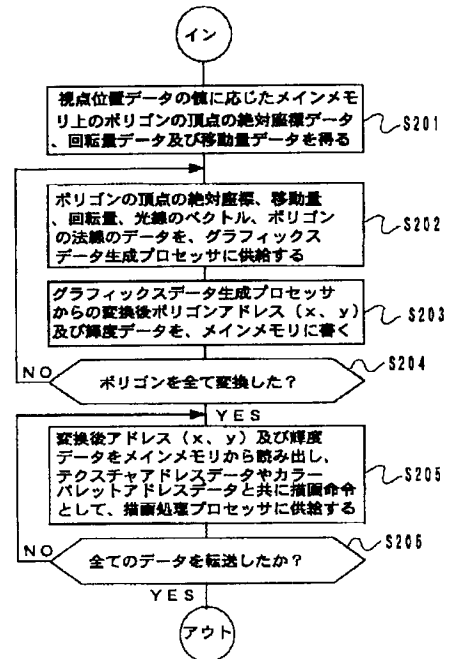 イン
視点位置データの値に応じたメインメモ
リ上のポリゴンの頂点の絶対座標データ
、回転量データ及び移動量データを得る
S201
ポリゴンの頂点の絶対座標、移動量
、回転量、光線のベクトル、ポリゴン
の法線のデータを、グラフィックス
データ生成プロセッサに供給する
S202
グラフィックスデータ生成プロセッサ
からの変換後ポリゴンアドレス(x、y)
及び輝度データを、メインメモリに書く
S203
S204
NO
ポリゴンを全て変換した?
YES
変換後アドレス(x、y)及び輝度
データをメインメモリから読み出し、
テクスチャアドレスデータやカラー
パレットアドレスデータと共に描画命令
として、描画処理プロセッサに供給する
S205
S206
NO
全てのデータを転送したか?
YES
アウト